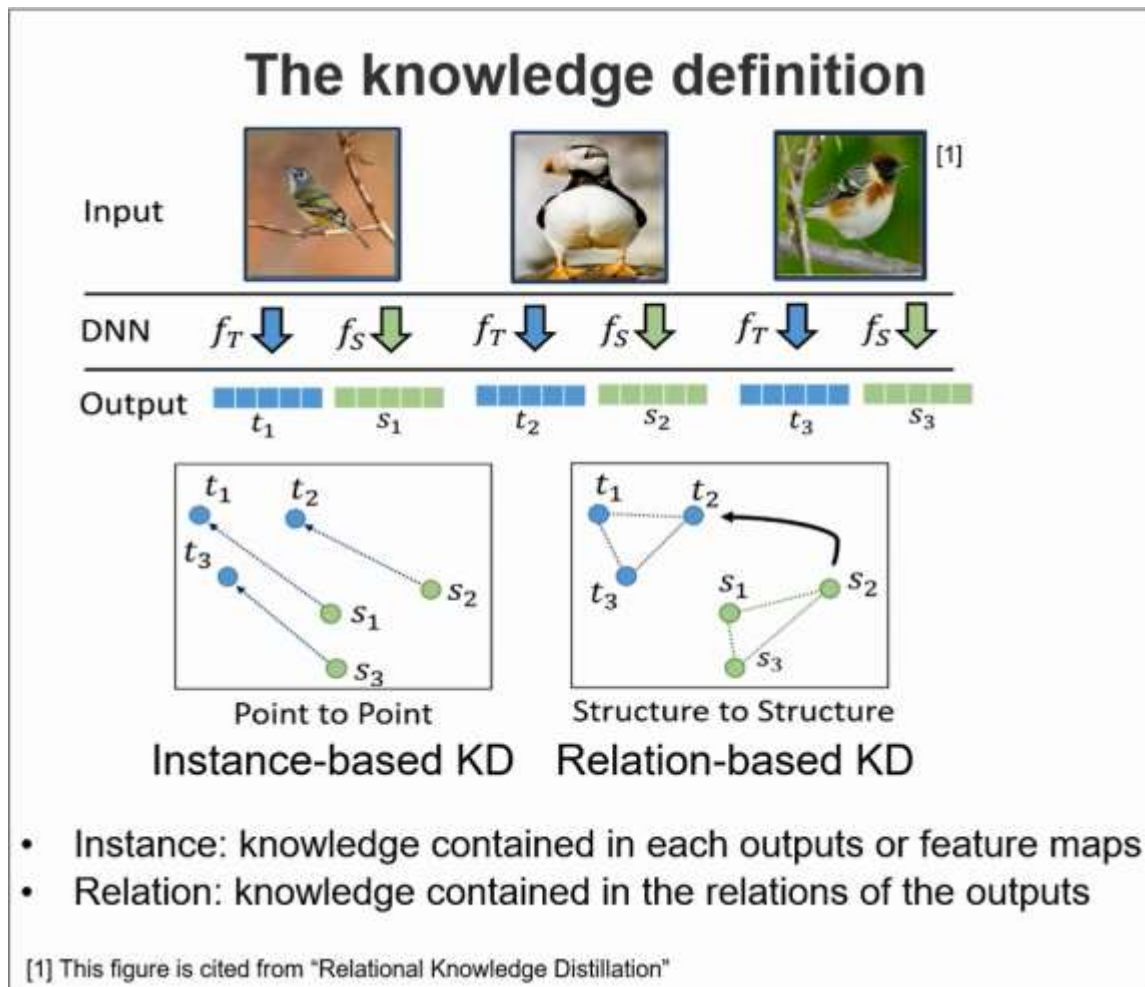 The knowledge definition
[1]
Input
DNN
f_T f_S f_T f_S f_T f_S
Output
t_1 s_1 t_2 s_2 t_3 s_3
t_1 t_2
t_3
s_2
s_1
s_3
Point to Point
Instance-based KD
t_1 t_2
t_3
s_1 s_2
s_3
Structure to Structure
Relation-based KD
• Instance: knowledge contained in each outputs or feature maps
• Relation: knowledge contained in the relations of the outputs
[1] This figure is cited from “Relational Knowledge Distillation”